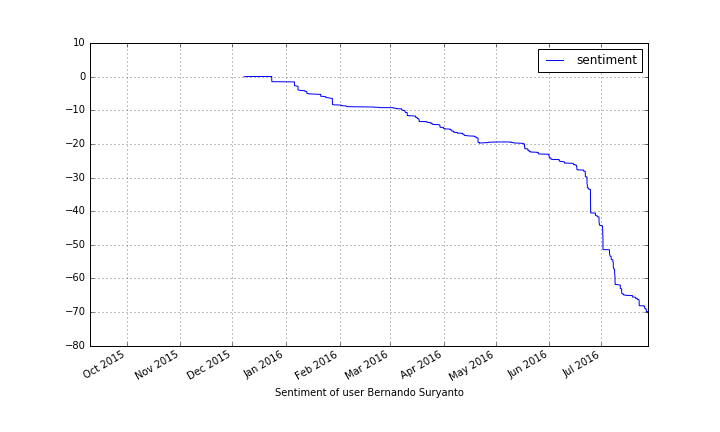 10
0
−10
−20
−30
−40
−50
−60
−70
−80
sentiment
Oct 2015
Nov 2015
Dec 2015
Jan 2016
Feb 2016
Mar 2016
Apr 2016
May 2016
Jun 2016
Jul 2016
Sentiment of user Bernando Suryanto